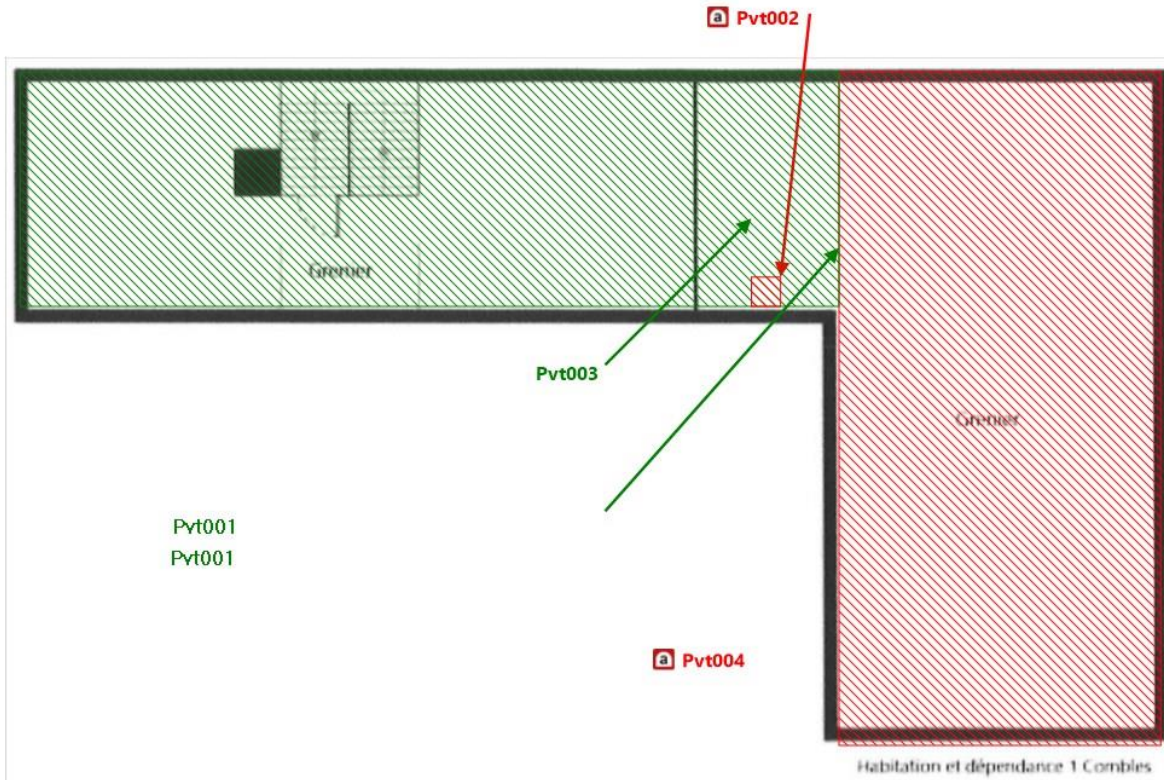 a Pvt002
Grenier
Pvt003
Grenier
Pvt001
Pvt001
a Pvt004
Habitation et dépendance 1 Combles